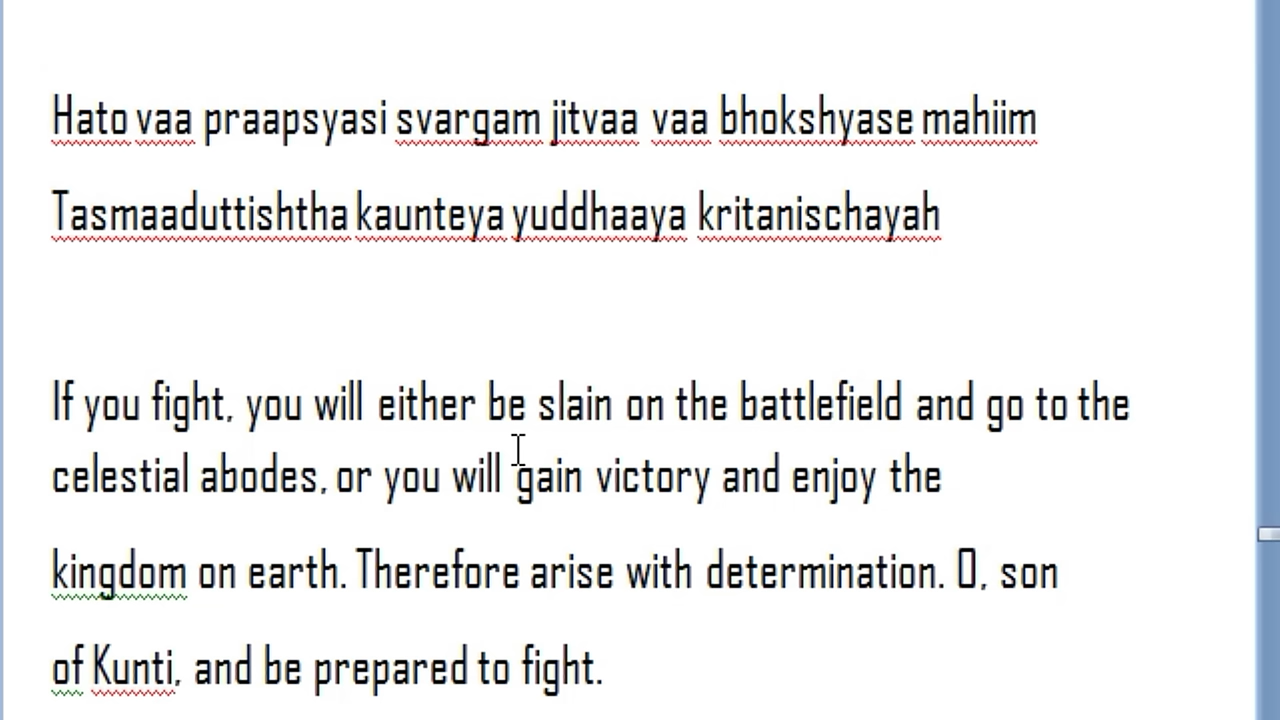 Hato vaa praapsyasi svargam jitvaa vaa bhokshyase mahiim
Tasmaaduttishtha kaunteya yuddhaaya kritanischayah
If you fight, you will either be slain on the battlefield and go to the
celestial abodes, or you will gain victory and enjoy the
kingdom on earth. Therefore arise with determination. O, son
of Kunti, and be prepared to fight.